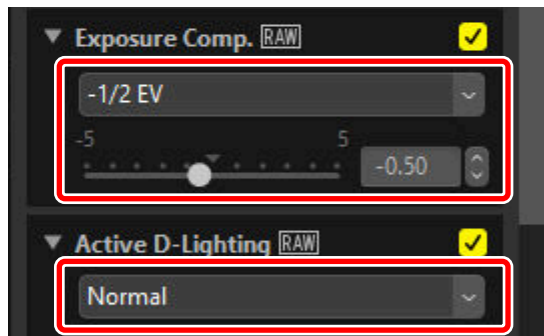 Exposure Comp. RAW
-1/2 EV
-5 5
-0.50
Active D-Lighting RAW
Normal